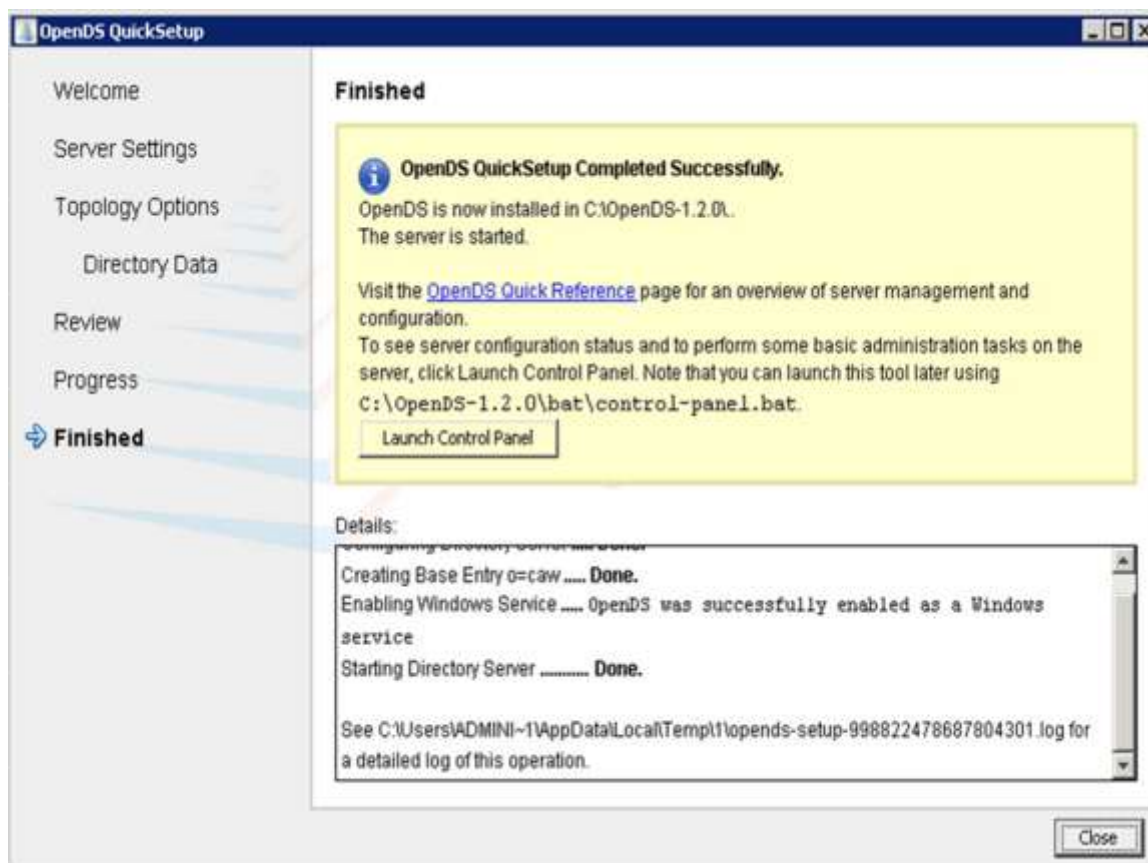 OpenDS QuickSetup
Welcome
Server Settings
Topology Options
Directory Data
Review
Progress
Finished
Finished
OpenDS QuickSetup Completed Successfully.
OpenDS is now installed in C:\OpenDS-1.2.0\..
The server is started.
Visit the OpenDS Quick Reference page for an overview of server management and
configuration.
To see server configuration status and to perform some basic administration tasks on the
server, click Launch Control Panel. Note that you can launch this tool later using
C:\OpenDS-1.2.0\bat\control-panel.bat.
Launch Control Panel
Details:
Configuring Directory Server ..... Done.
Creating Base Entry o=caw ..... Done.
Enabling Windows Service ..... OpenDS was successfully enabled as a Windows
service
Starting Directory Server ........... Done.
See C:\Users\ADMINI~1\AppData\Local\Temp\1\opends-setup-998822478687804301.log for
a detailed log of this operation.
Close